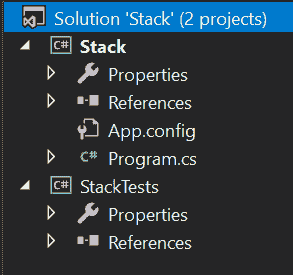 Solution 'Stack' (2 projects)
C# Stack
Properties
References
App.config
C# Program.cs
C# StackTests
Properties
References